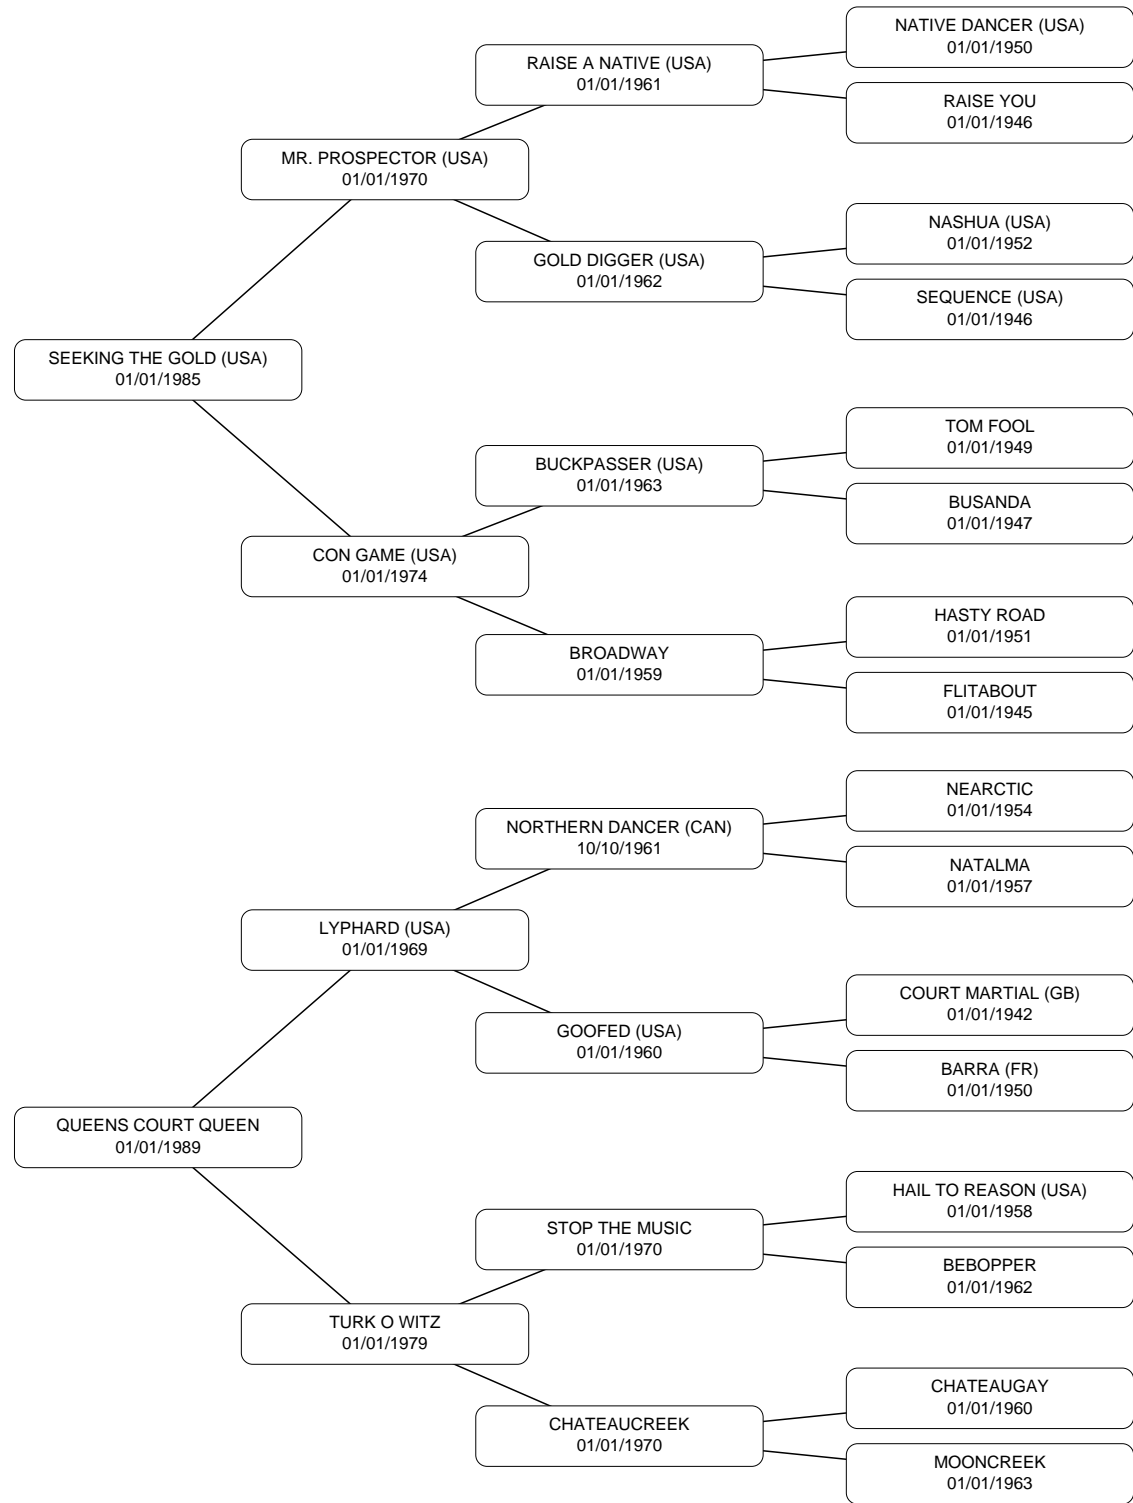 NATIVE DANCER (USA)
01/01/1950
RAISE A NATIVE (USA)
01/01/1961
RAISE YOU
01/01/1946
MR. PROSPECTOR (USA)
01/01/1970
NASHUA (USA)
01/01/1952
GOLD DIGGER (USA)
01/01/1962
SEQUENCE (USA)
01/01/1946
SEEKING THE GOLD (USA)
01/01/1985
TOM FOOL
01/01/1949
BUCKPASSER (USA)
01/01/1963
BUSANDA
01/01/1947
CON GAME (USA)
01/01/1974
HASTY ROAD
01/01/1951
BROADWAY
01/01/1959
FLITABOUT
01/01/1945
NEARCTIC
01/01/1954
NORTHERN DANCER (CAN)
10/10/1961
NATALMA
01/01/1957
LYPHARD (USA)
01/01/1969
COURT MARTIAL (GB)
01/01/1942
GOOFED (USA)
01/01/1960
BARRA (FR)
01/01/1950
QUEENS COURT QUEEN
01/01/1989
HAIL TO REASON (USA)
01/01/1958
STOP THE MUSIC
01/01/1970
BEBOPPER
01/01/1962
TURK O WITZ
01/01/1979
CHATEAUGAY
01/01/1960
CHATEAUCREEK
01/01/1970
MOONCREEK
01/01/1963